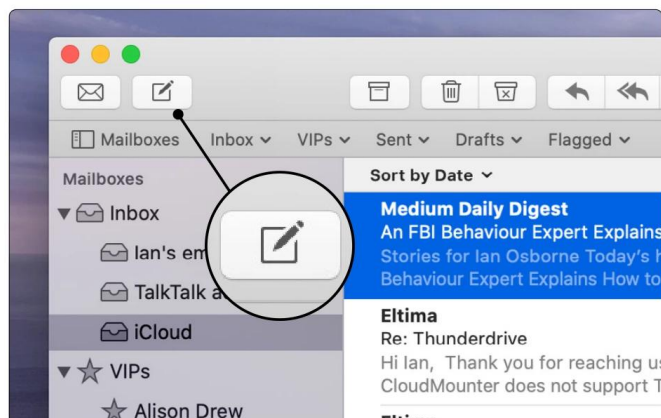 Mailboxes Inbox VIPs Sent Drafts Flagged
Mailboxes
Inbox
Ian's em
TalkTalk a
iCloud
VIPs
Alison Drew
Sort by Date
Medium Daily Digest
An FBI Behaviour Expert Explains
Stories for Ian Osborne Today's h
Behaviour Expert Explains How to
Eltima
Re: Thunderdrive
Hi Ian, Thank you for reaching us
CloudMounter does not support T